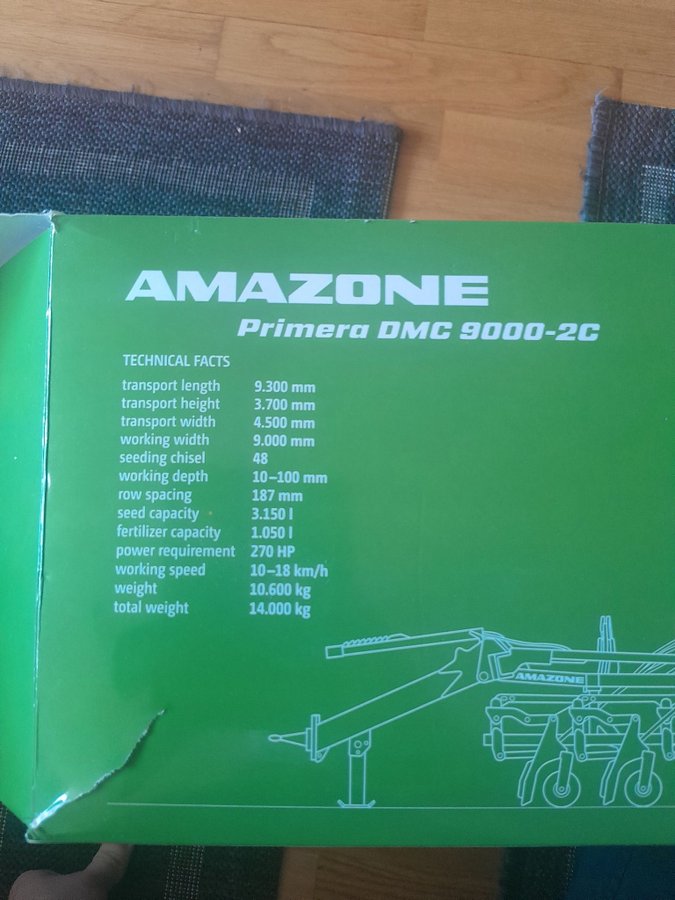 AMAZONE
Primera DMC 9000-2C
TECHNICAL FACTS
transport length 9.300 mm
transport height 3.700 mm
transport width 4.500 mm
working width 9.000 mm
seeding chisel 48
working depth 10–100 mm
row spacing 187 mm
seed capacity 3.150 l
fertilizer capacity 1.050 l
power requirement 270 HP
working speed 10–18 km/h
weight 10.600 kg
total weight 14.000 kg
AMAZONE